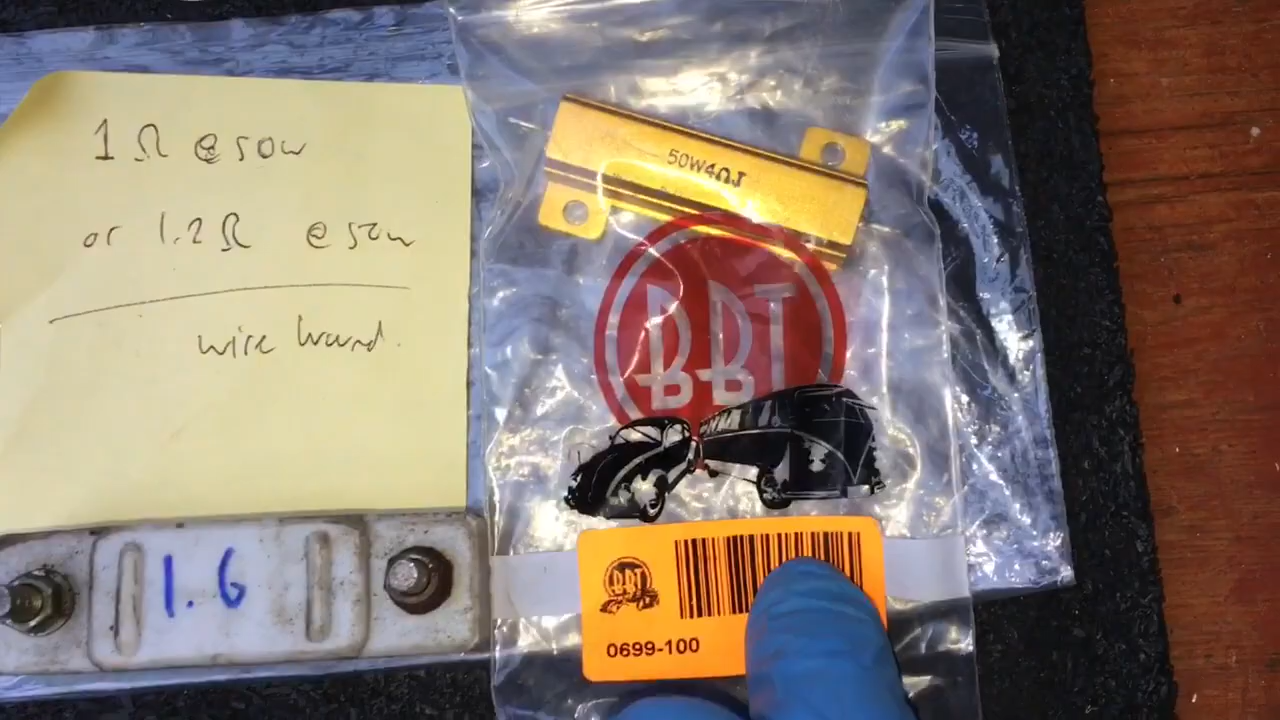 1Ω @ 50w
or 1.2Ω @ 50w
wire wound.
50W4ΩJ
BBT
1.6
BBT
0699-100